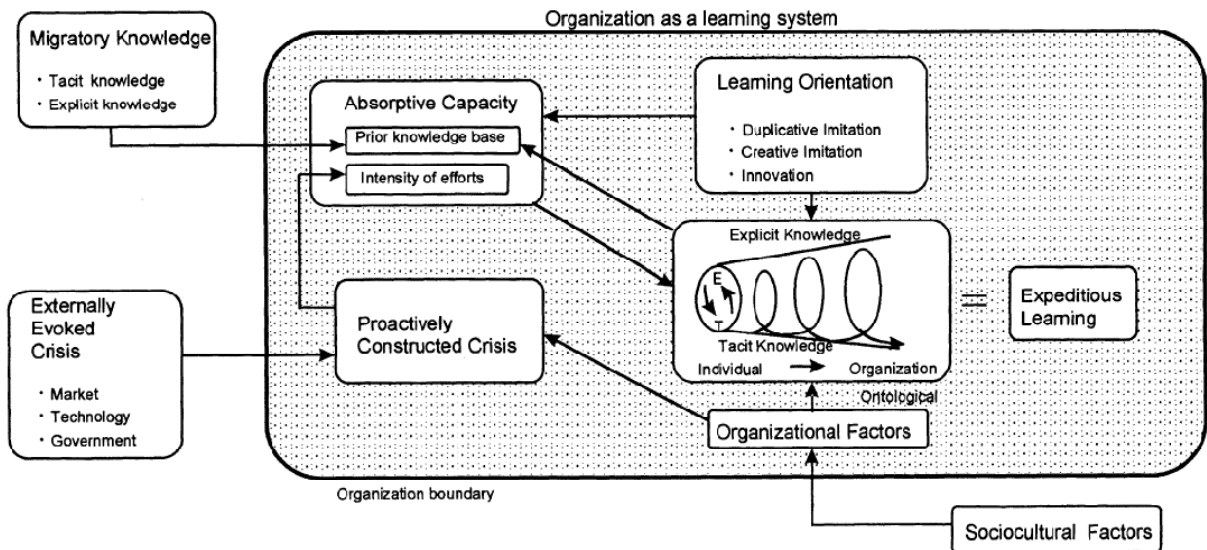 Organization as a learning system
Migratory Knowledge
· Tacit knowledge
· Explicit knowledge
Absorptive Capacity
Prior knowledge base
Intensity of efforts
Learning Orientation
· Duplicative Imitation
· Creative Imitation
· Innovation
Explicit Knowledge
E
T
Tacit Knowledge
Individual
Organization
Ontological
=
Expeditious
Learning
Externally
Evoked
Crisis
· Market
· Technology
· Government
Proactively
Constructed Crisis
Organizational Factors
Organization boundary
Sociocultural Factors